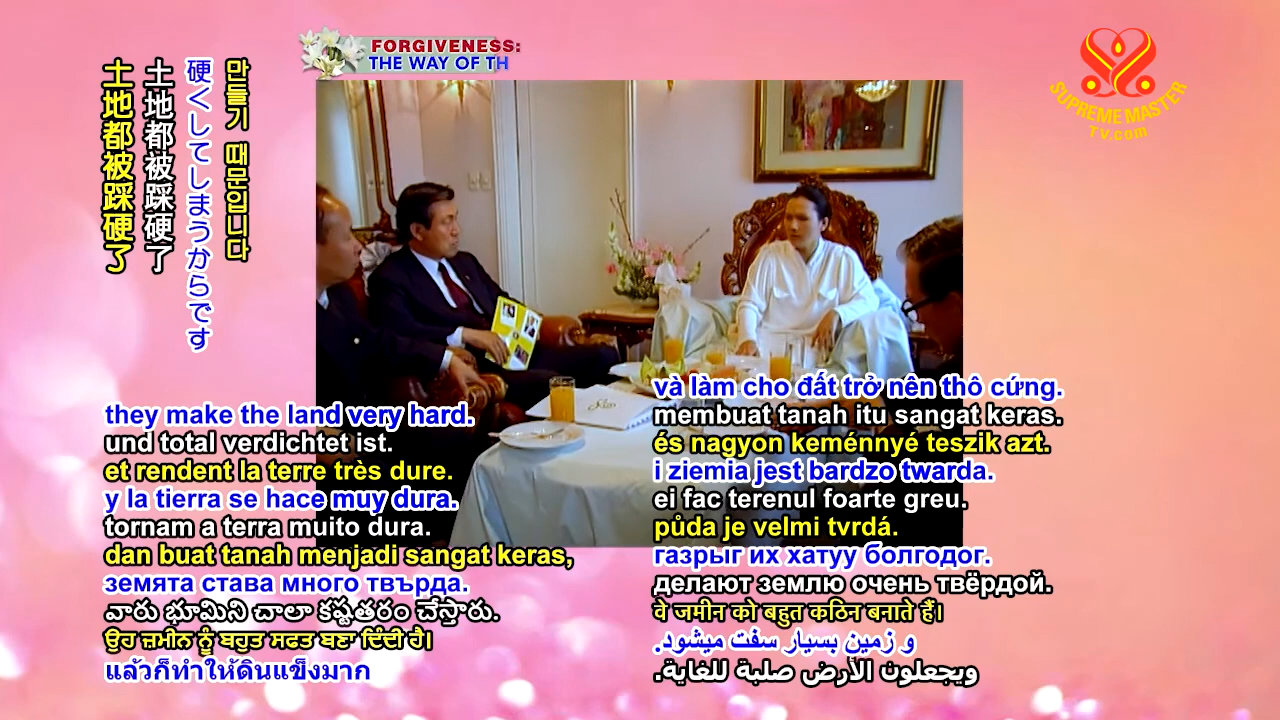 FORGIVENESS:
THE WAY OF TH
SUPREME MASTER
TV.com
만들기 때문입니다
硬くしてしまうからです
土地都被踩硬了
土地都被踩硬了
they make the land very hard.
und total verdichtet ist.
et rendent la terre très dure.
y la tierra se hace muy dura.
tornam a terra muito dura.
dan buat tanah menjadi sangat keras,
земята става много твърда.
వారు భూమిని చాలా కష్టతరం చేస్తారు.
ਉਹ ਜ਼ਮੀਨ ਨੂੰ ਬਹੁਤ ਸਖਤ ਬਣਾ ਦਿੰਦੀ ਹੈ।
แล้วก็ทำให้ดินแข็งมาก
và làm cho đất trở nên thô cứng.
membuat tanah itu sangat keras.
és nagyon keménnyé teszik azt.
i ziemia jest bardzo twarda.
ei fac terenul foarte greu.
půda je velmi tvrdá.
газрыг их хатуу болгодог.
делают землю очень твёрдой.
वे जमीन को बहुत कठिन बनाते हैं।
و زمین بسیار سفت میشود.
ويجعلون الأرض صلبة للغاية.